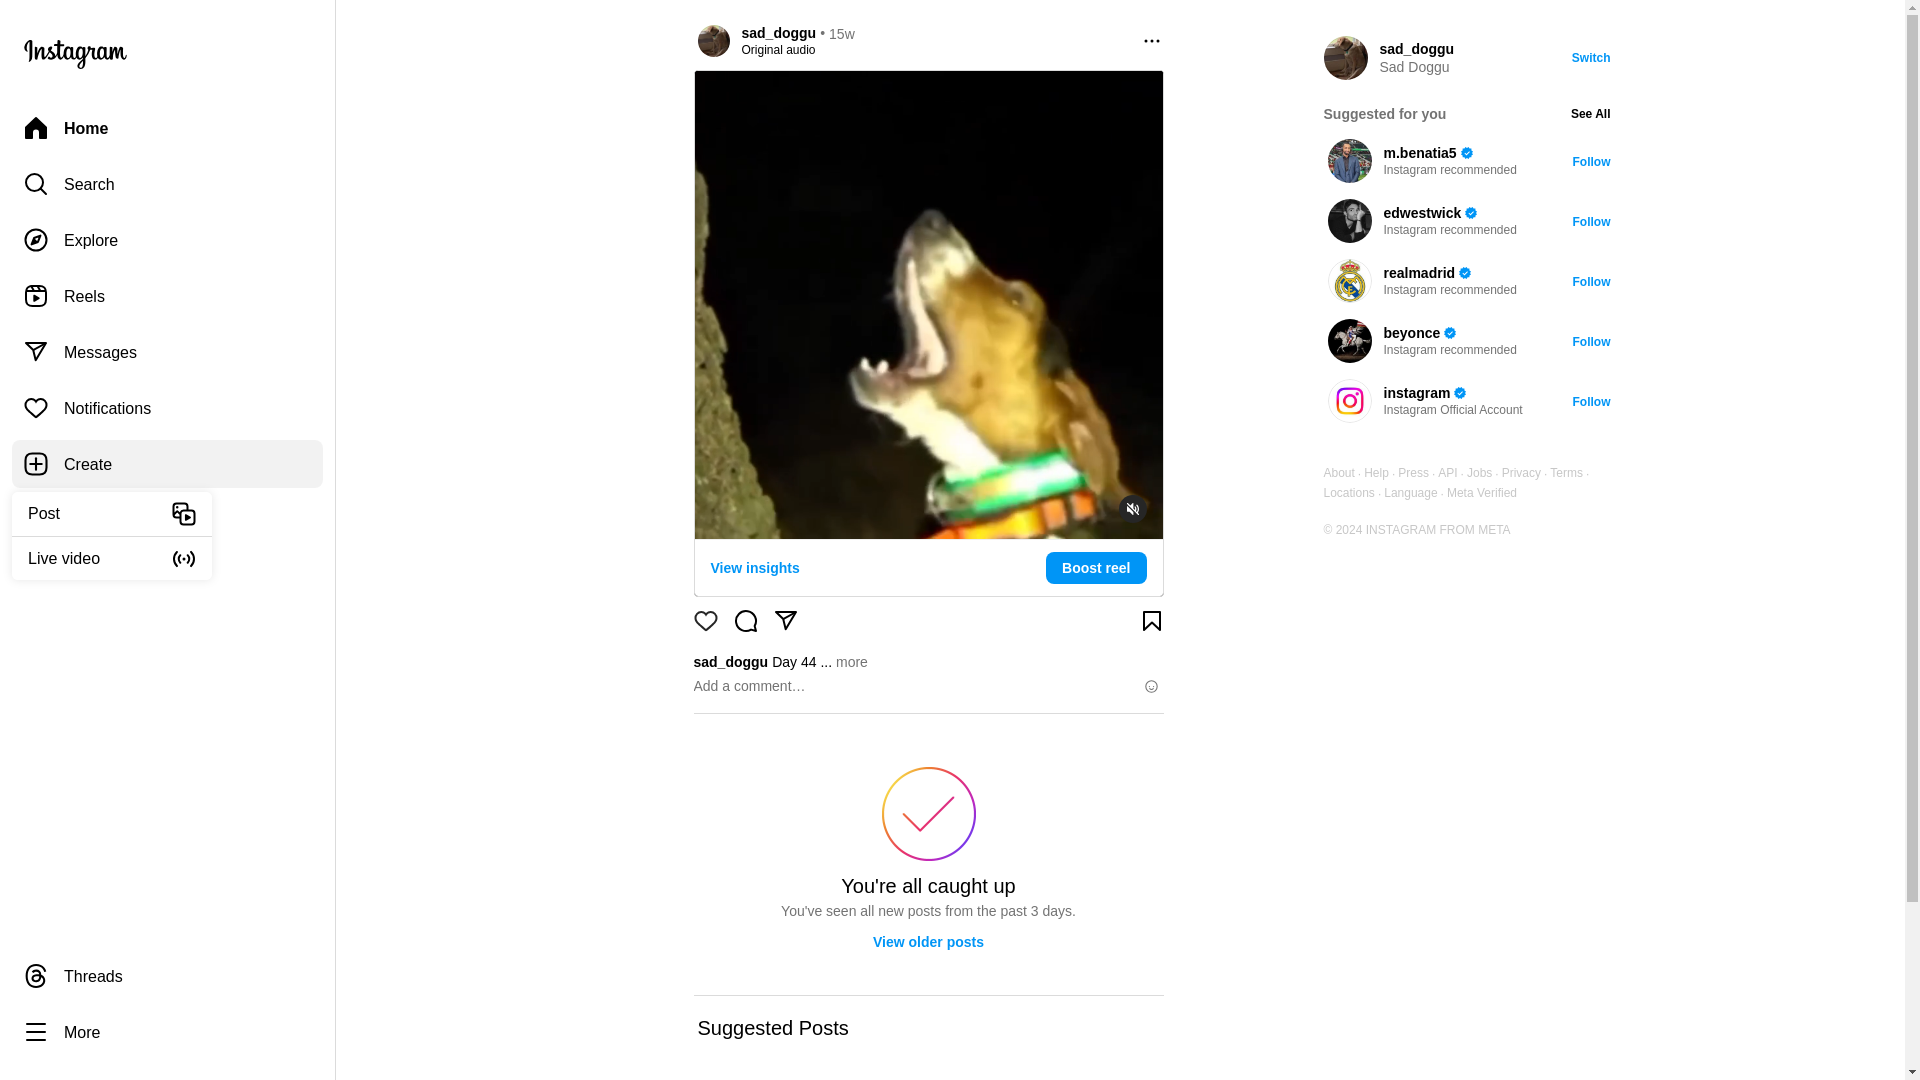 Instagram
Home
Search
Explore
Reels
Messages
Notifications
Create
Post
Live video
Threads
More
sad_doggu • 15w
Original audio
View insights
Boost reel
sad_doggu Day 44 ... more
Add a comment…
You're all caught up
You've seen all new posts from the past 3 days.
View older posts
Suggested Posts
sad_doggu
Sad Doggu
Switch
Suggested for you
See All
m.benatia5
Instagram recommended
Follow
edwestwick
Instagram recommended
Follow
realmadrid
Instagram recommended
Follow
beyonce
Instagram recommended
Follow
instagram
Instagram Official Account
Follow
About · Help · Press · API · Jobs · Privacy · Terms ·
Locations · Language · Meta Verified
© 2024 INSTAGRAM FROM META